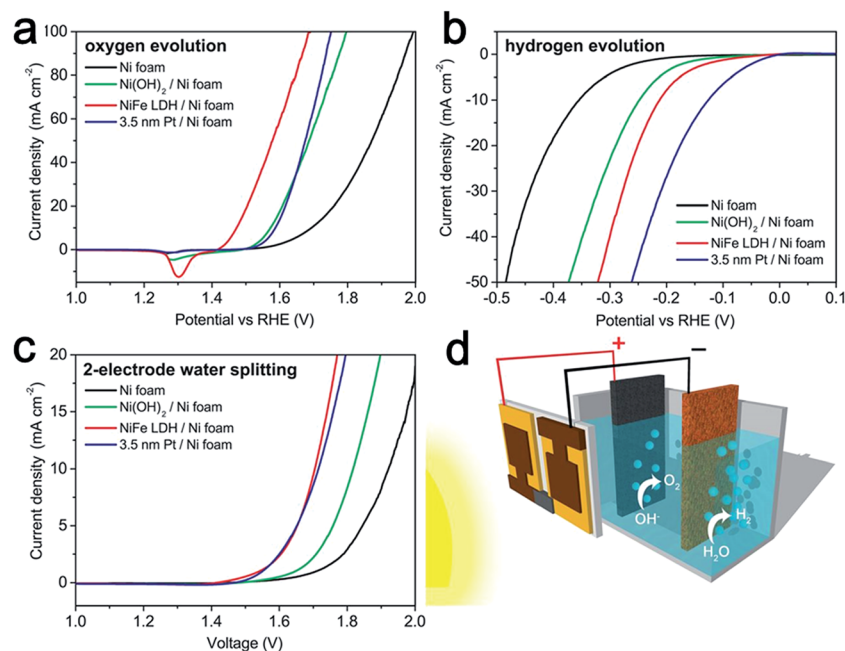 a
oxygen evolution
Ni foam
Ni(OH)₂ / Ni foam
NiFe LDH / Ni foam
3.5 nm Pt / Ni foam
100
80
60
40
20
0
Current density (mA cm⁻²)
1.0 1.2 1.4 1.6 1.8 2.0
Potential vs RHE (V)
b
hydrogen evolution
0
-10
-20
-30
-40
-50
Current density (mA cm⁻²)
Ni foam
Ni(OH)₂ / Ni foam
NiFe LDH / Ni foam
3.5 nm Pt / Ni foam
-0.5 -0.4 -0.3 -0.2 -0.1 0.0 0.1
Potential vs RHE (V)
c
2-electrode water splitting
Ni foam
Ni(OH)₂ / Ni foam
NiFe LDH / Ni foam
3.5 nm Pt / Ni foam
20
15
10
5
0
Current density (mA cm⁻²)
1.0 1.2 1.4 1.6 1.8 2.0
Voltage (V)
d
+ −
O₂
OH⁻
H₂
H₂O